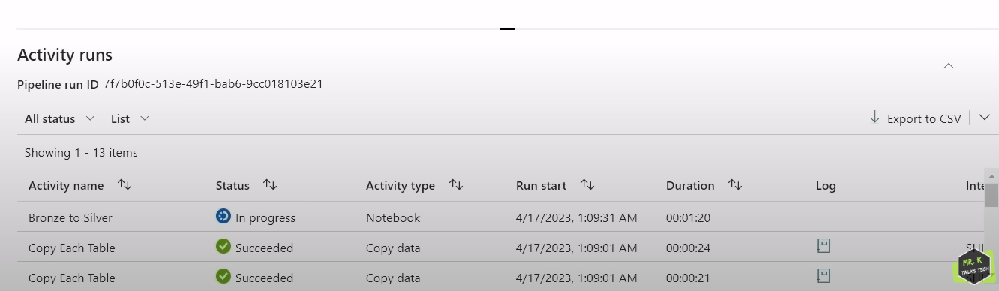 Activity runs
Pipeline run ID 7f7b0f0c-513e-49f1-bab6-9cc018103e21
All status List Export to CSV
Showing 1 - 13 items
Activity name Status Activity type Run start Duration Log Inte
Bronze to Silver In progress Notebook 4/17/2023, 1:09:31 AM 00:01:20
Copy Each Table Succeeded Copy data 4/17/2023, 1:09:01 AM 00:00:24 SHI
Copy Each Table Succeeded Copy data 4/17/2023, 1:09:01 AM 00:00:21
MR. K
TALKS TECH